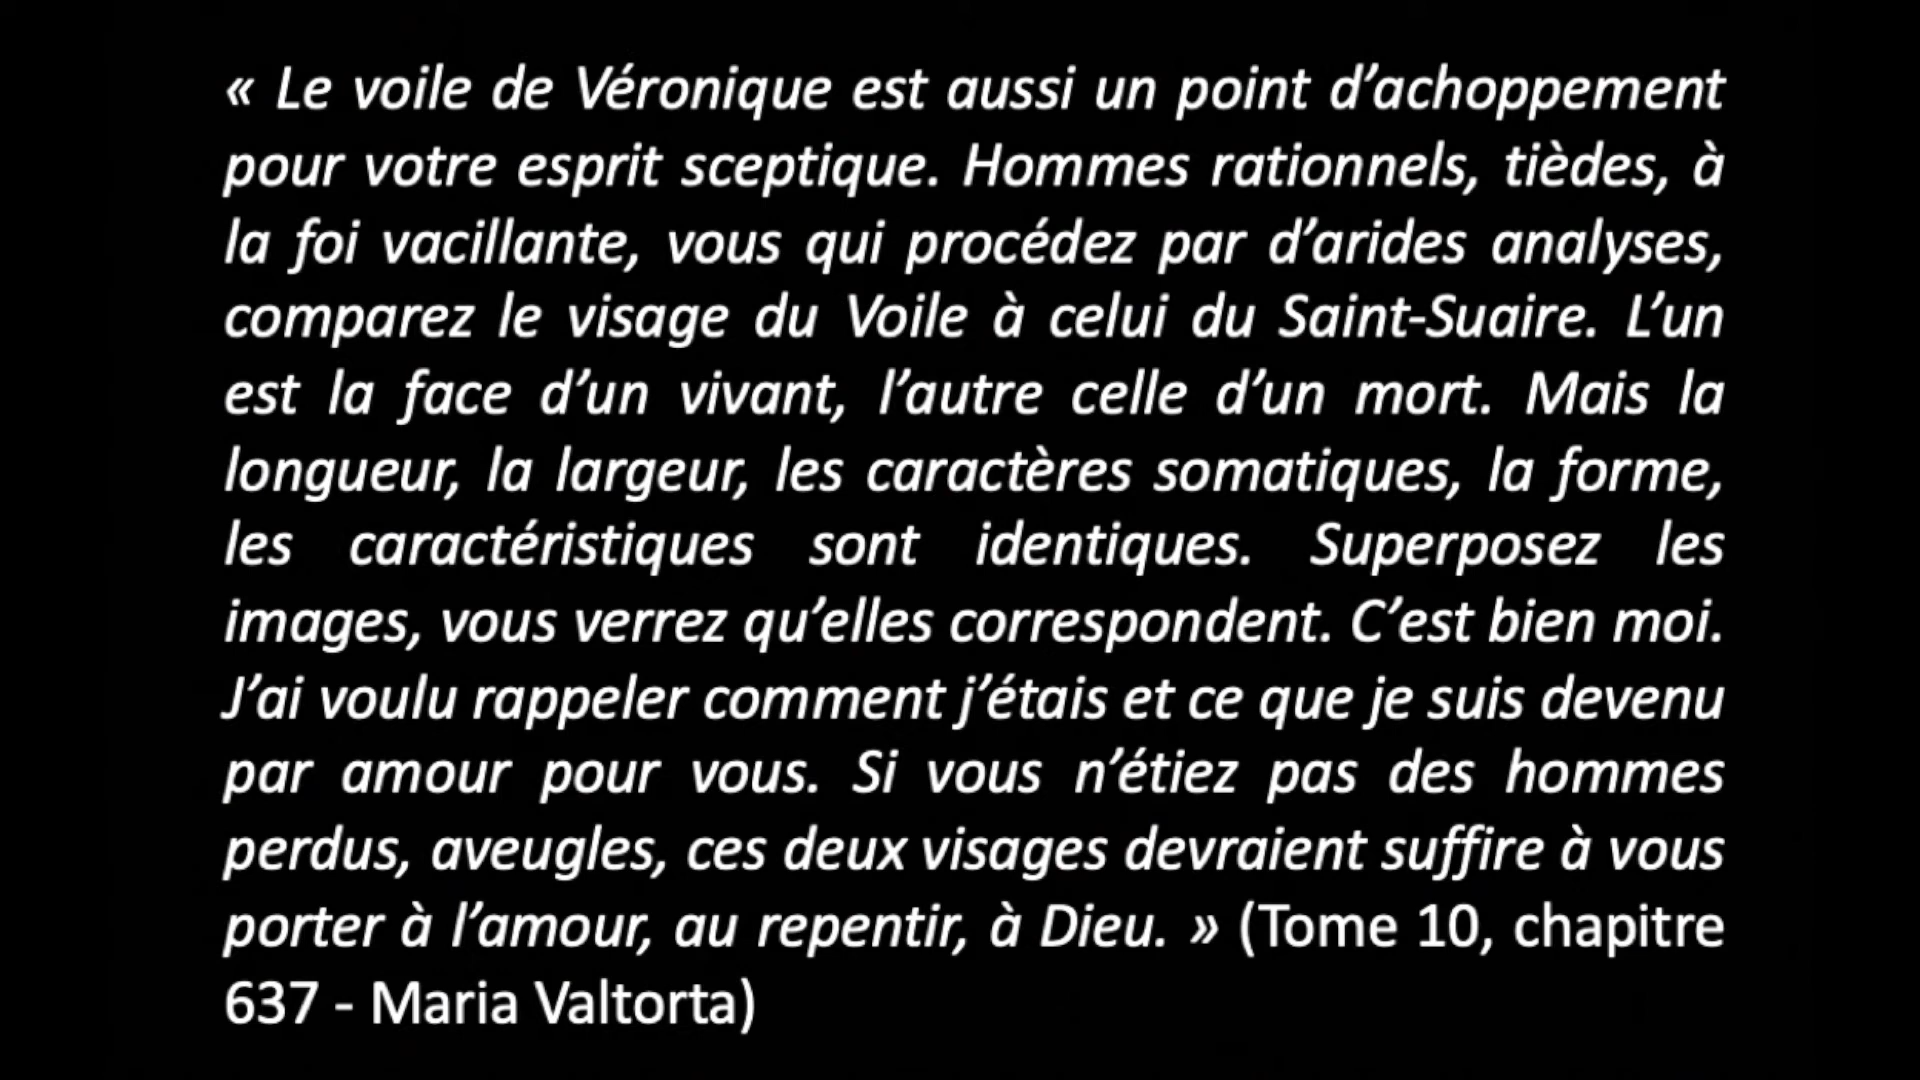 « Le voile de Véronique est aussi un point d’achoppement
pour votre esprit sceptique. Hommes rationnels, tièdes, à
la foi vacillante, vous qui procédez par d’arides analyses,
comparez le visage du Voile à celui du Saint-Suaire. L’un
est la face d’un vivant, l’autre celle d’un mort. Mais la
longueur, la largeur, les caractères somatiques, la forme,
les caractéristiques sont identiques. Superposez les
images, vous verrez qu’elles correspondent. C’est bien moi.
J’ai voulu rappeler comment j’étais et ce que je suis devenu
par amour pour vous. Si vous n’étiez pas des hommes
perdus, aveugles, ces deux visages devraient suffire à vous
porter à l’amour, au repentir, à Dieu. » (Tome 10, chapitre
637 - Maria Valtorta)